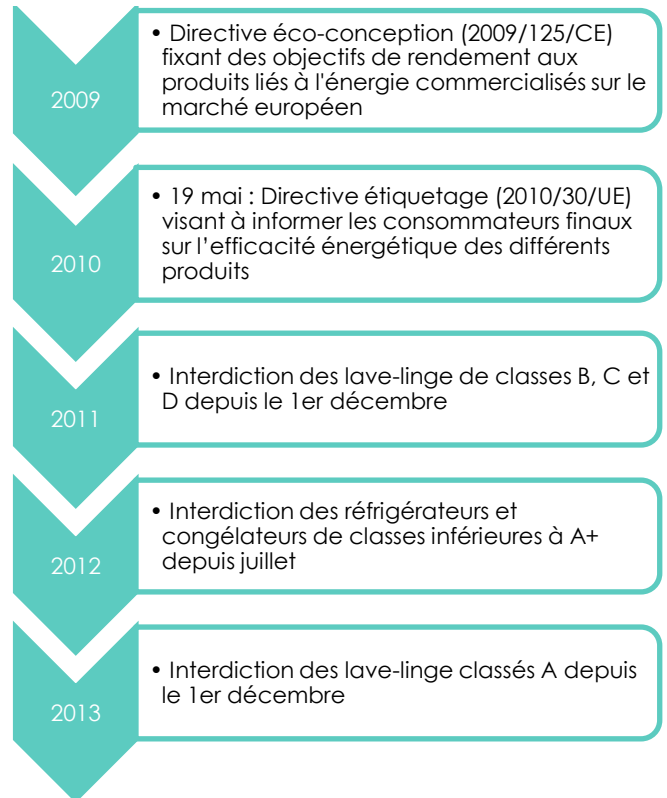 2009
• Directive éco-conception (2009/125/CE)
fixant des objectifs de rendement aux
produits liés à l'énergie commercialisés sur le
marché européen
2010
• 19 mai : Directive étiquetage (2010/30/UE)
visant à informer les consommateurs finaux
sur l’efficacité énergétique des différents
produits
2011
• Interdiction des lave-linge de classes B, C et
D depuis le 1er décembre
2012
• Interdiction des réfrigérateurs et
congélateurs de classes inférieures à A+
depuis juillet
2013
• Interdiction des lave-linge classés A depuis
le 1er décembre